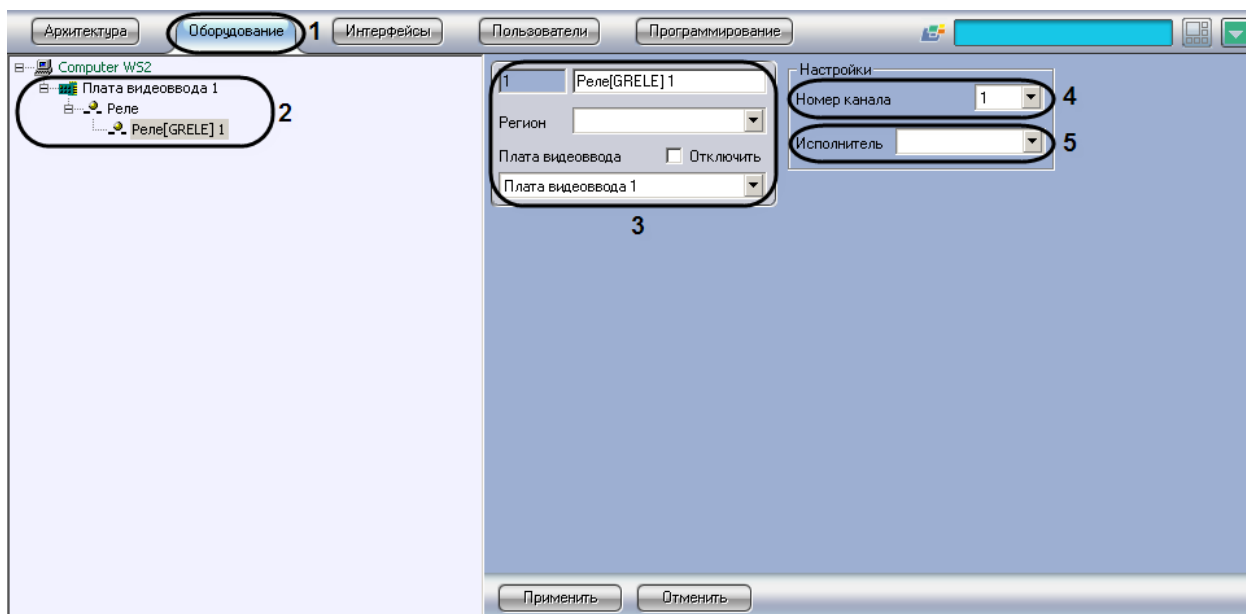 Архитектура Оборудование 1 Интерфейсы Пользователи Программирование
Computer WS2
Плата видеоввода 1
Реле
Реле[GRELE] 1
2
1 Реле[GRELE] 1
Регион
Плата видеоввода Отключить
Плата видеоввода 1
3
Настройки
Номер канала 1 4
Исполнитель 5
Применить Отменить